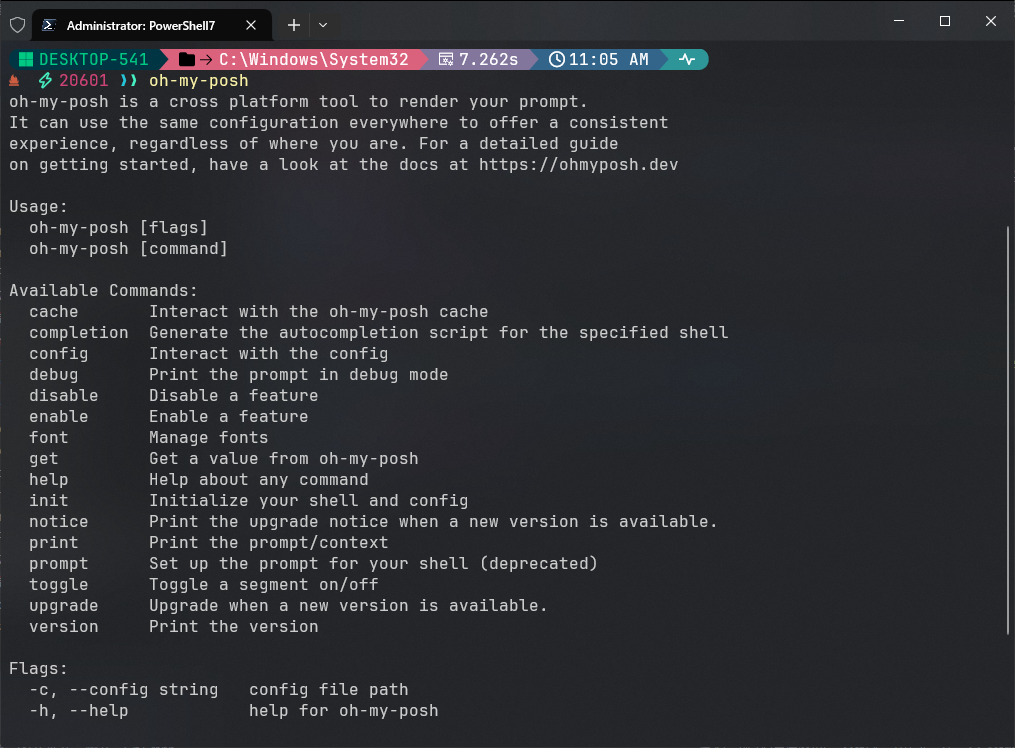 Administrator: PowerShell7
DESKTOP-541 → C:\Windows\System32 7.262s 11:05 AM
20601 oh-my-posh
oh-my-posh is a cross platform tool to render your prompt.
It can use the same configuration everywhere to offer a consistent
experience, regardless of where you are. For a detailed guide
on getting started, have a look at the docs at https://ohmyposh.dev

Usage:
  oh-my-posh [flags]
  oh-my-posh [command]

Available Commands:
  cache       Interact with the oh-my-posh cache
  completion  Generate the autocompletion script for the specified shell
  config      Interact with the config
  debug       Print the prompt in debug mode
  disable     Disable a feature
  enable      Enable a feature
  font        Manage fonts
  get         Get a value from oh-my-posh
  help        Help about any command
  init        Initialize your shell and config
  notice      Print the upgrade notice when a new version is available.
  print       Print the prompt/context
  prompt      Set up the prompt for your shell (deprecated)
  toggle      Toggle a segment on/off
  upgrade     Upgrade when a new version is available.
  version     Print the version

Flags:
  -c, --config string   config file path
  -h, --help            help for oh-my-posh